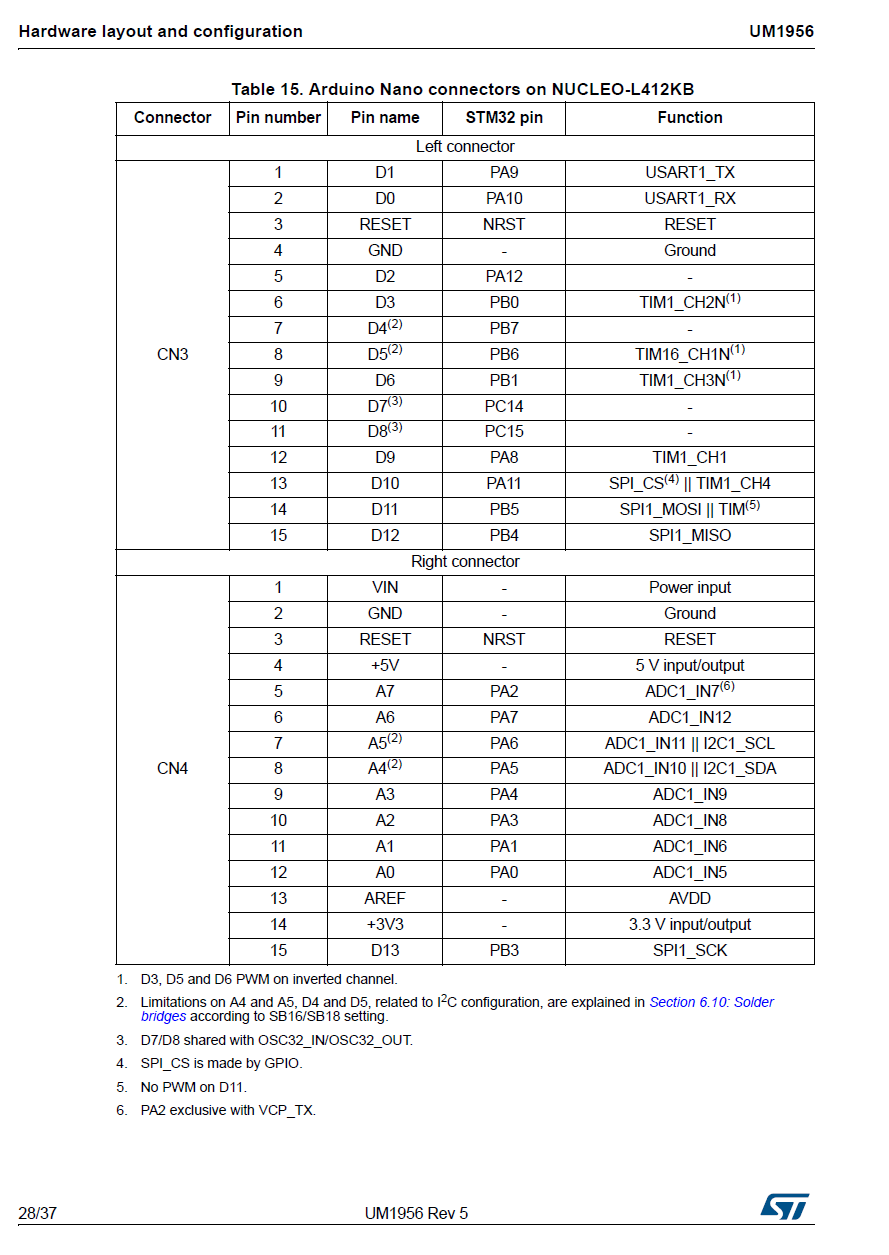 Hardware layout and configuration UM1956
Table 15. Arduino Nano connectors on NUCLEO-L412KB
Connector Pin number Pin name STM32 pin Function
Left connector
CN3
1 D1 PA9 USART1_TX
2 D0 PA10 USART1_RX
3 RESET NRST RESET
4 GND - Ground
5 D2 PA12 -
6 D3 PB0 TIM1_CH2N(1)
7 D4(2) PB7 -
8 D5(2) PB6 TIM16_CH1N(1)
9 D6 PB1 TIM1_CH3N(1)
10 D7(3) PC14 -
11 D8(3) PC15 -
12 D9 PA8 TIM1_CH1
13 D10 PA11 SPI_CS(4) || TIM1_CH4
14 D11 PB5 SPI1_MOSI || TIM(5)
15 D12 PB4 SPI1_MISO
Right connector
CN4
1 VIN - Power input
2 GND - Ground
3 RESET NRST RESET
4 +5V - 5 V input/output
5 A7 PA2 ADC1_IN7(6)
6 A6 PA7 ADC1_IN12
7 A5(2) PA6 ADC1_IN11 || I2C1_SCL
8 A4(2) PA5 ADC1_IN10 || I2C1_SDA
9 A3 PA4 ADC1_IN9
10 A2 PA3 ADC1_IN8
11 A1 PA1 ADC1_IN6
12 A0 PA0 ADC1_IN5
13 AREF - AVDD
14 +3V3 - 3.3 V input/output
15 D13 PB3 SPI1_SCK
1. D3, D5 and D6 PWM on inverted channel.
2. Limitations on A4 and A5, D4 and D5, related to I2C configuration, are explained in Section 6.10: Solder
bridges according to SB16/SB18 setting.
3. D7/D8 shared with OSC32_IN/OSC32_OUT.
4. SPI_CS is made by GPIO.
5. No PWM on D11.
6. PA2 exclusive with VCP_TX.
28/37 UM1956 Rev 5 ST